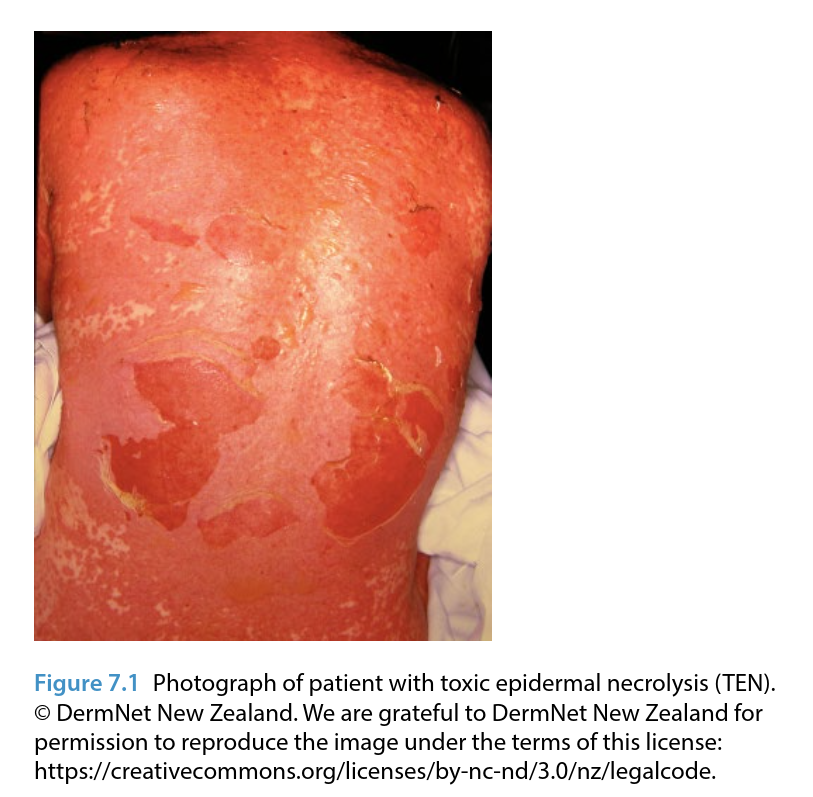 Figure 7.1 Photograph of patient with toxic epidermal necrolysis (TEN).
© DermNet New Zealand. We are grateful to DermNet New Zealand for
permission to reproduce the image under the terms of this license:
https://creativecommons.org/licenses/by-nc-nd/3.0/nz/legalcode.